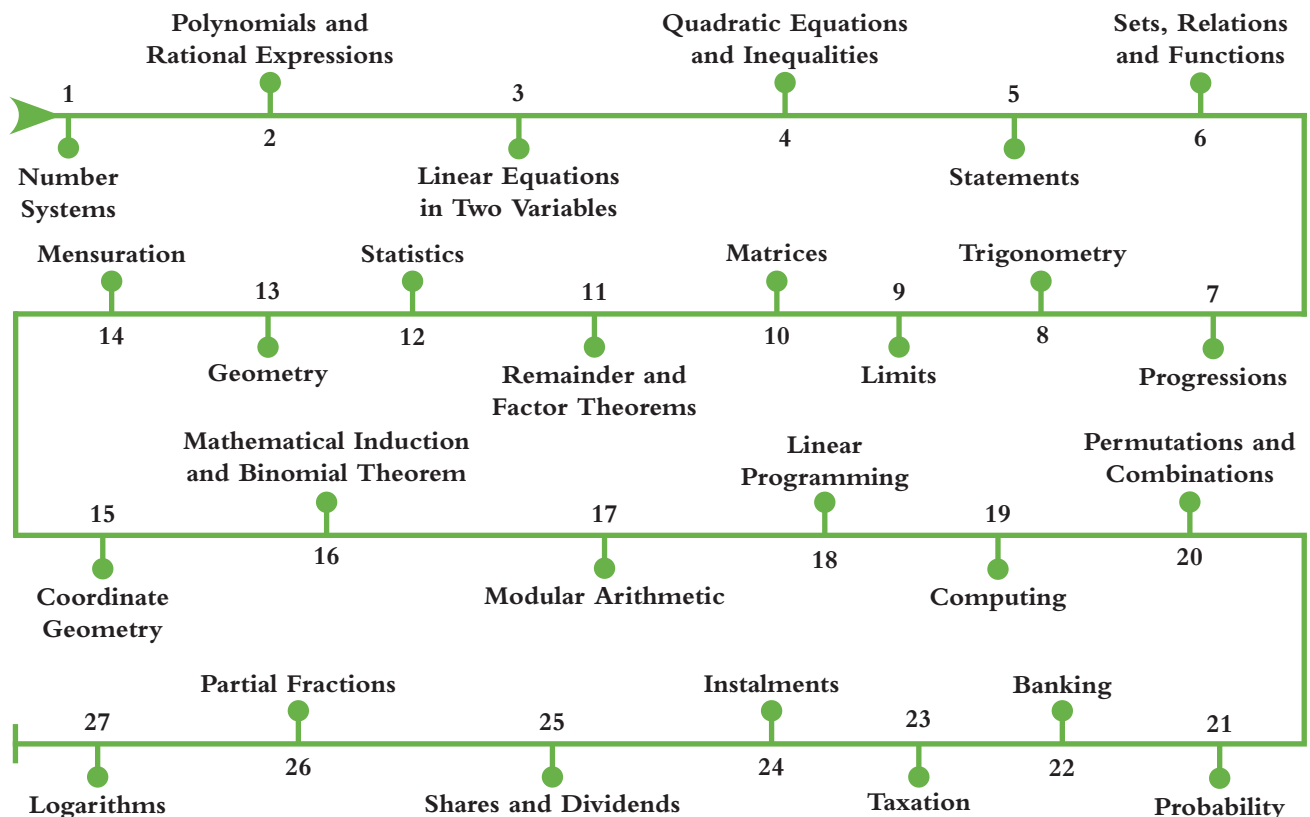 Polynomials and
Rational Expressions
Quadratic Equations
and Inequalities
Sets, Relations
and Functions
1
2
3
4
5
6
Number
Systems
Linear Equations
in Two Variables
Statements
Mensuration
Statistics
Matrices
Trigonometry
14
13
12
11
10
9
8
7
Geometry
Remainder and
Factor Theorems
Limits
Progressions
Mathematical Induction
and Binomial Theorem
Linear
Programming
Permutations and
Combinations
15
16
17
18
19
20
Coordinate
Geometry
Modular Arithmetic
Computing
Partial Fractions
Instalments
Banking
27
26
25
24
23
22
21
Logarithms
Shares and Dividends
Taxation
Probability